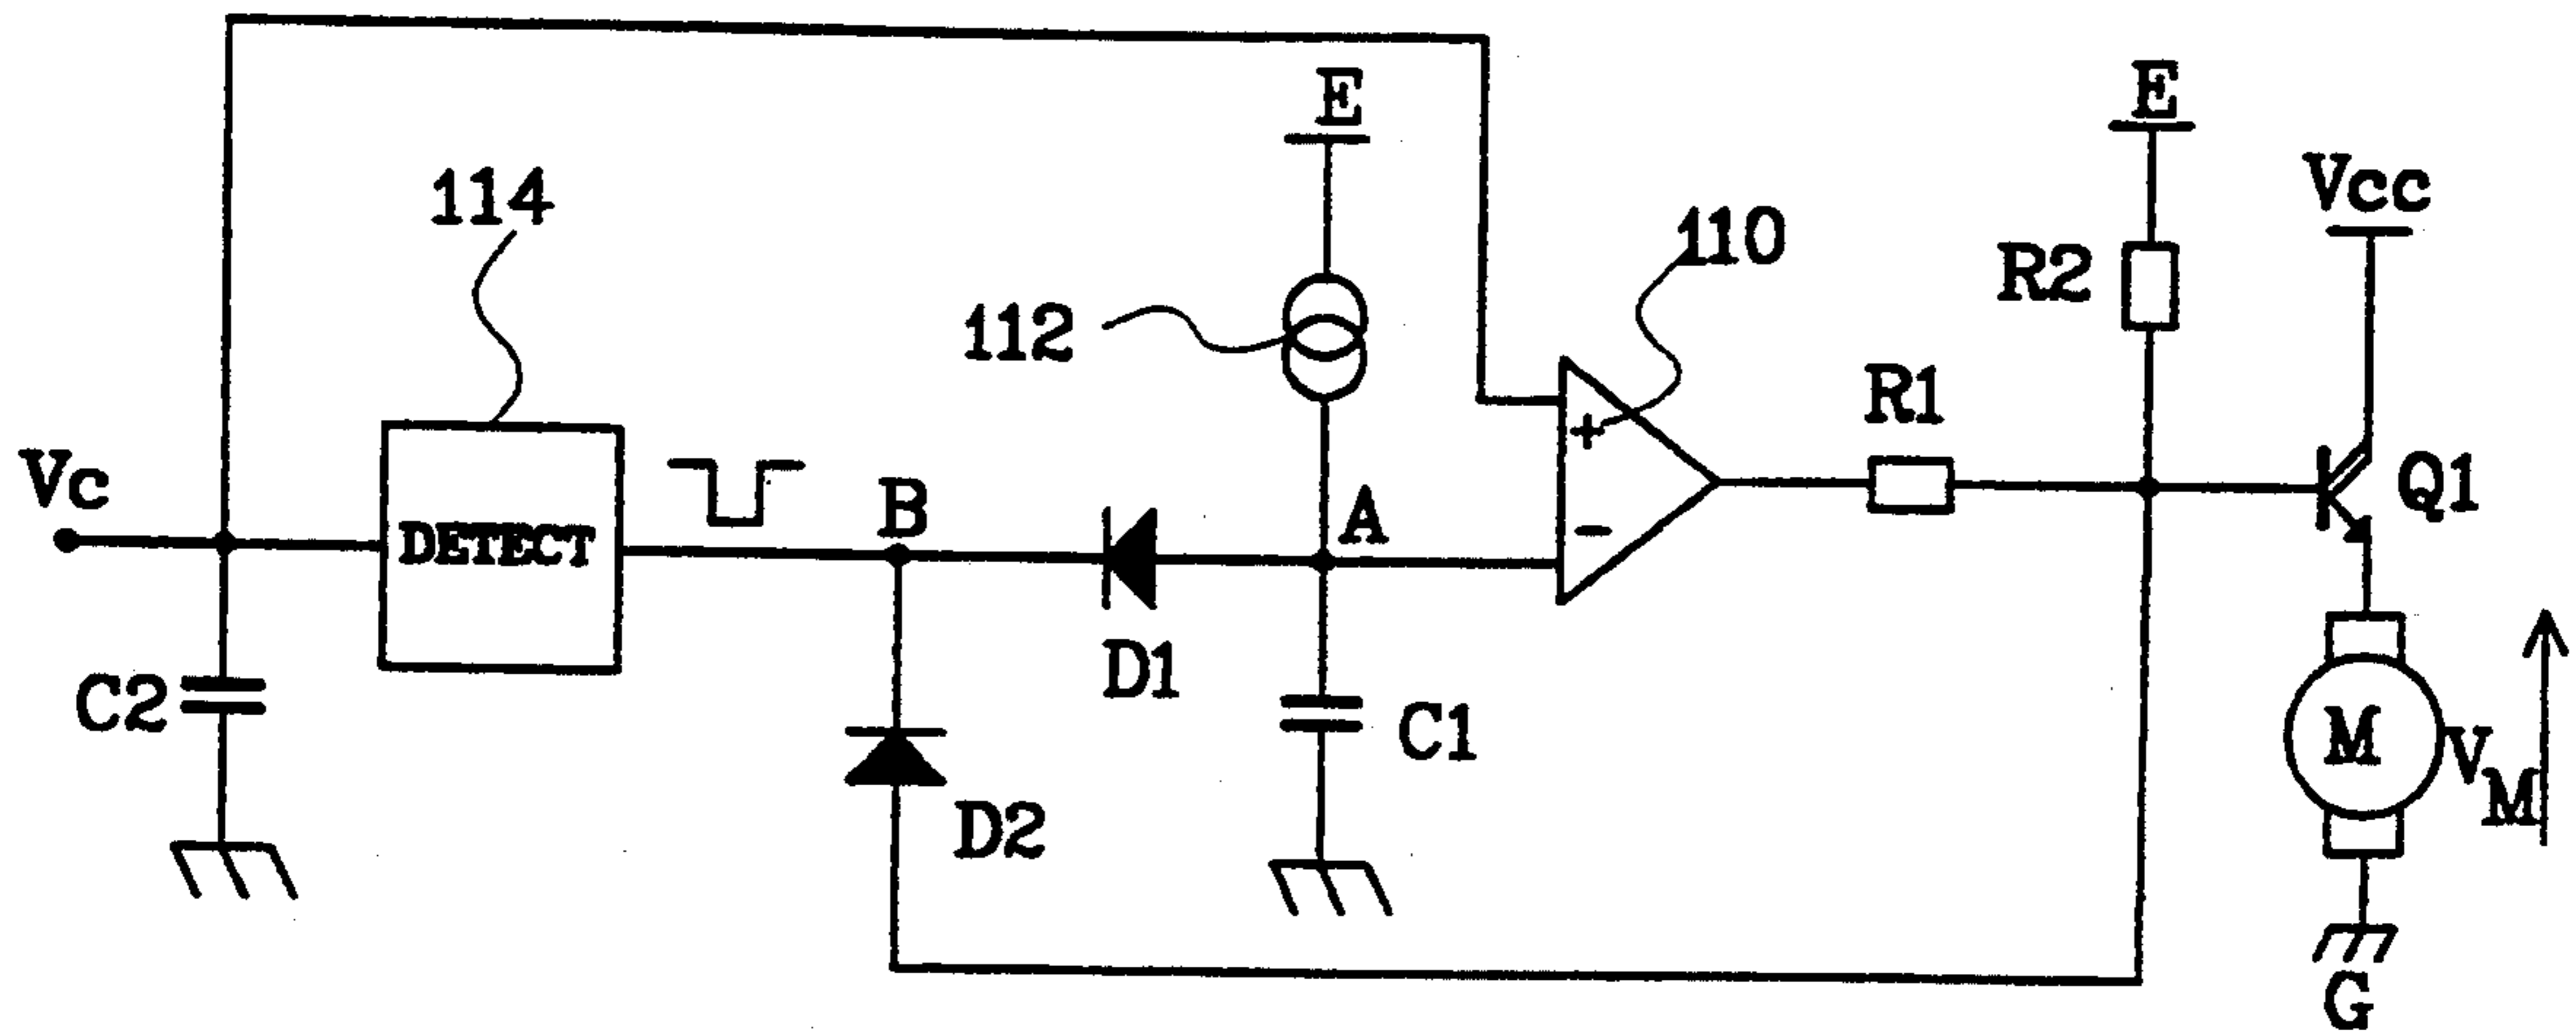 E
E
Vcc
114
110
R2
112
R1
Vc
B
A
Q1
DETECT
+
-
D1
C2
C1
M
VM
D2
G